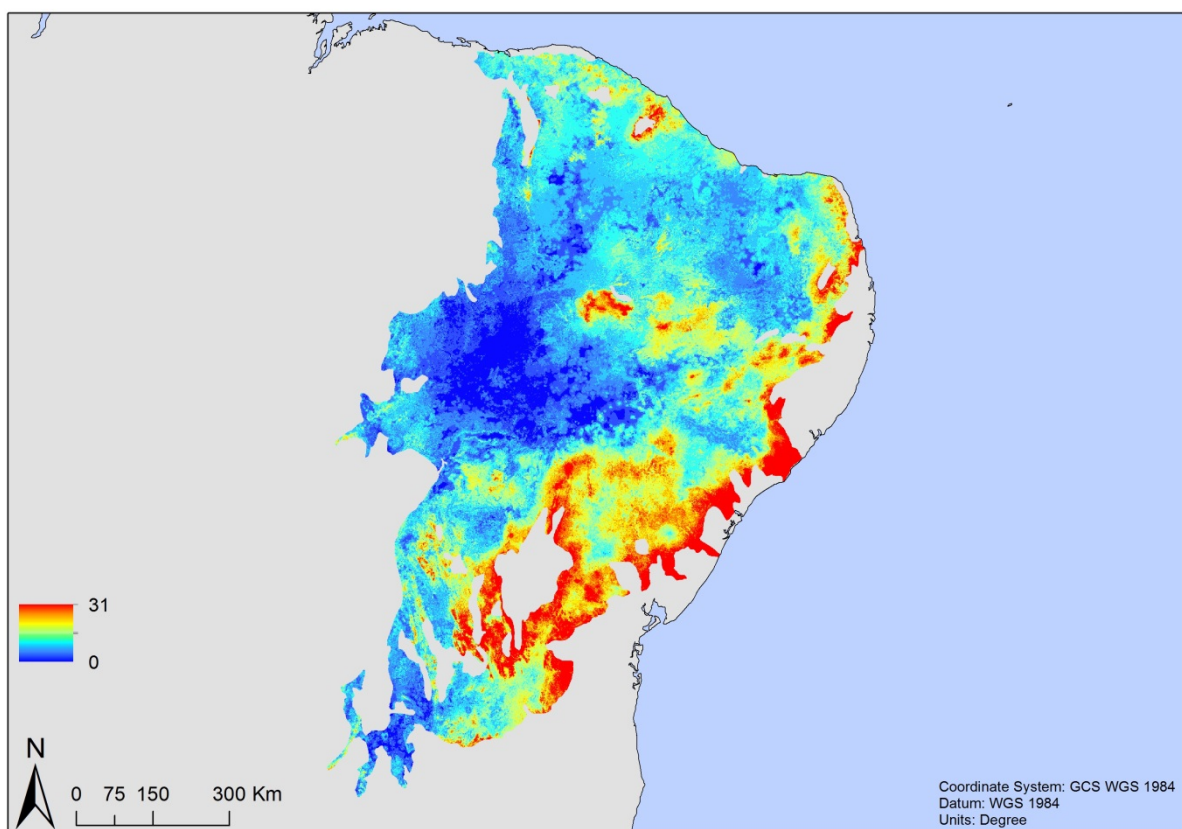 31
0
N
0 75 150 300 Km
Coordinate System: GCS WGS 1984
Datum: WGS 1984
Units: Degree